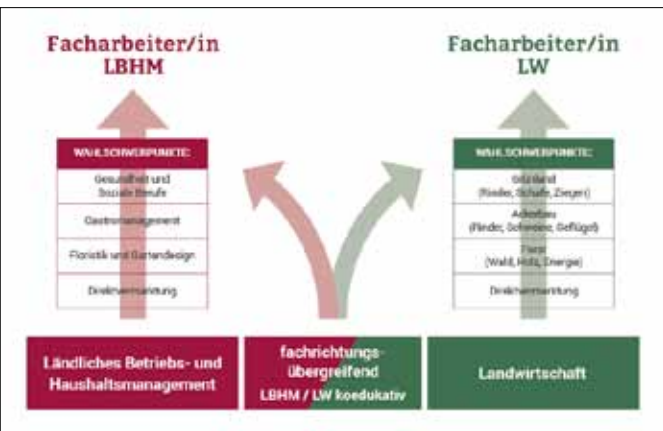 Facharbeiter/in
LBHM
WAHLSCHWERPUNKTE:
Gesundheit und
Soziale Berufe
Gastromanagement
Floristik und Gartendesign
Direktvermarktung
Ländliches Betriebs- und
Haushaltsmanagement
fachrichtungs-
übergreifend
LBHM / LW koedukativ
Facharbeiter/in
LW
WAHLSCHWERPUNKTE:
Grünland
(Rinder, Schafe, Ziegen)
Ackerbau
(Rinder, Schweine, Geflügel)
Forst
(Wald, Holz, Energie)
Direktvermarktung
Landwirtschaft